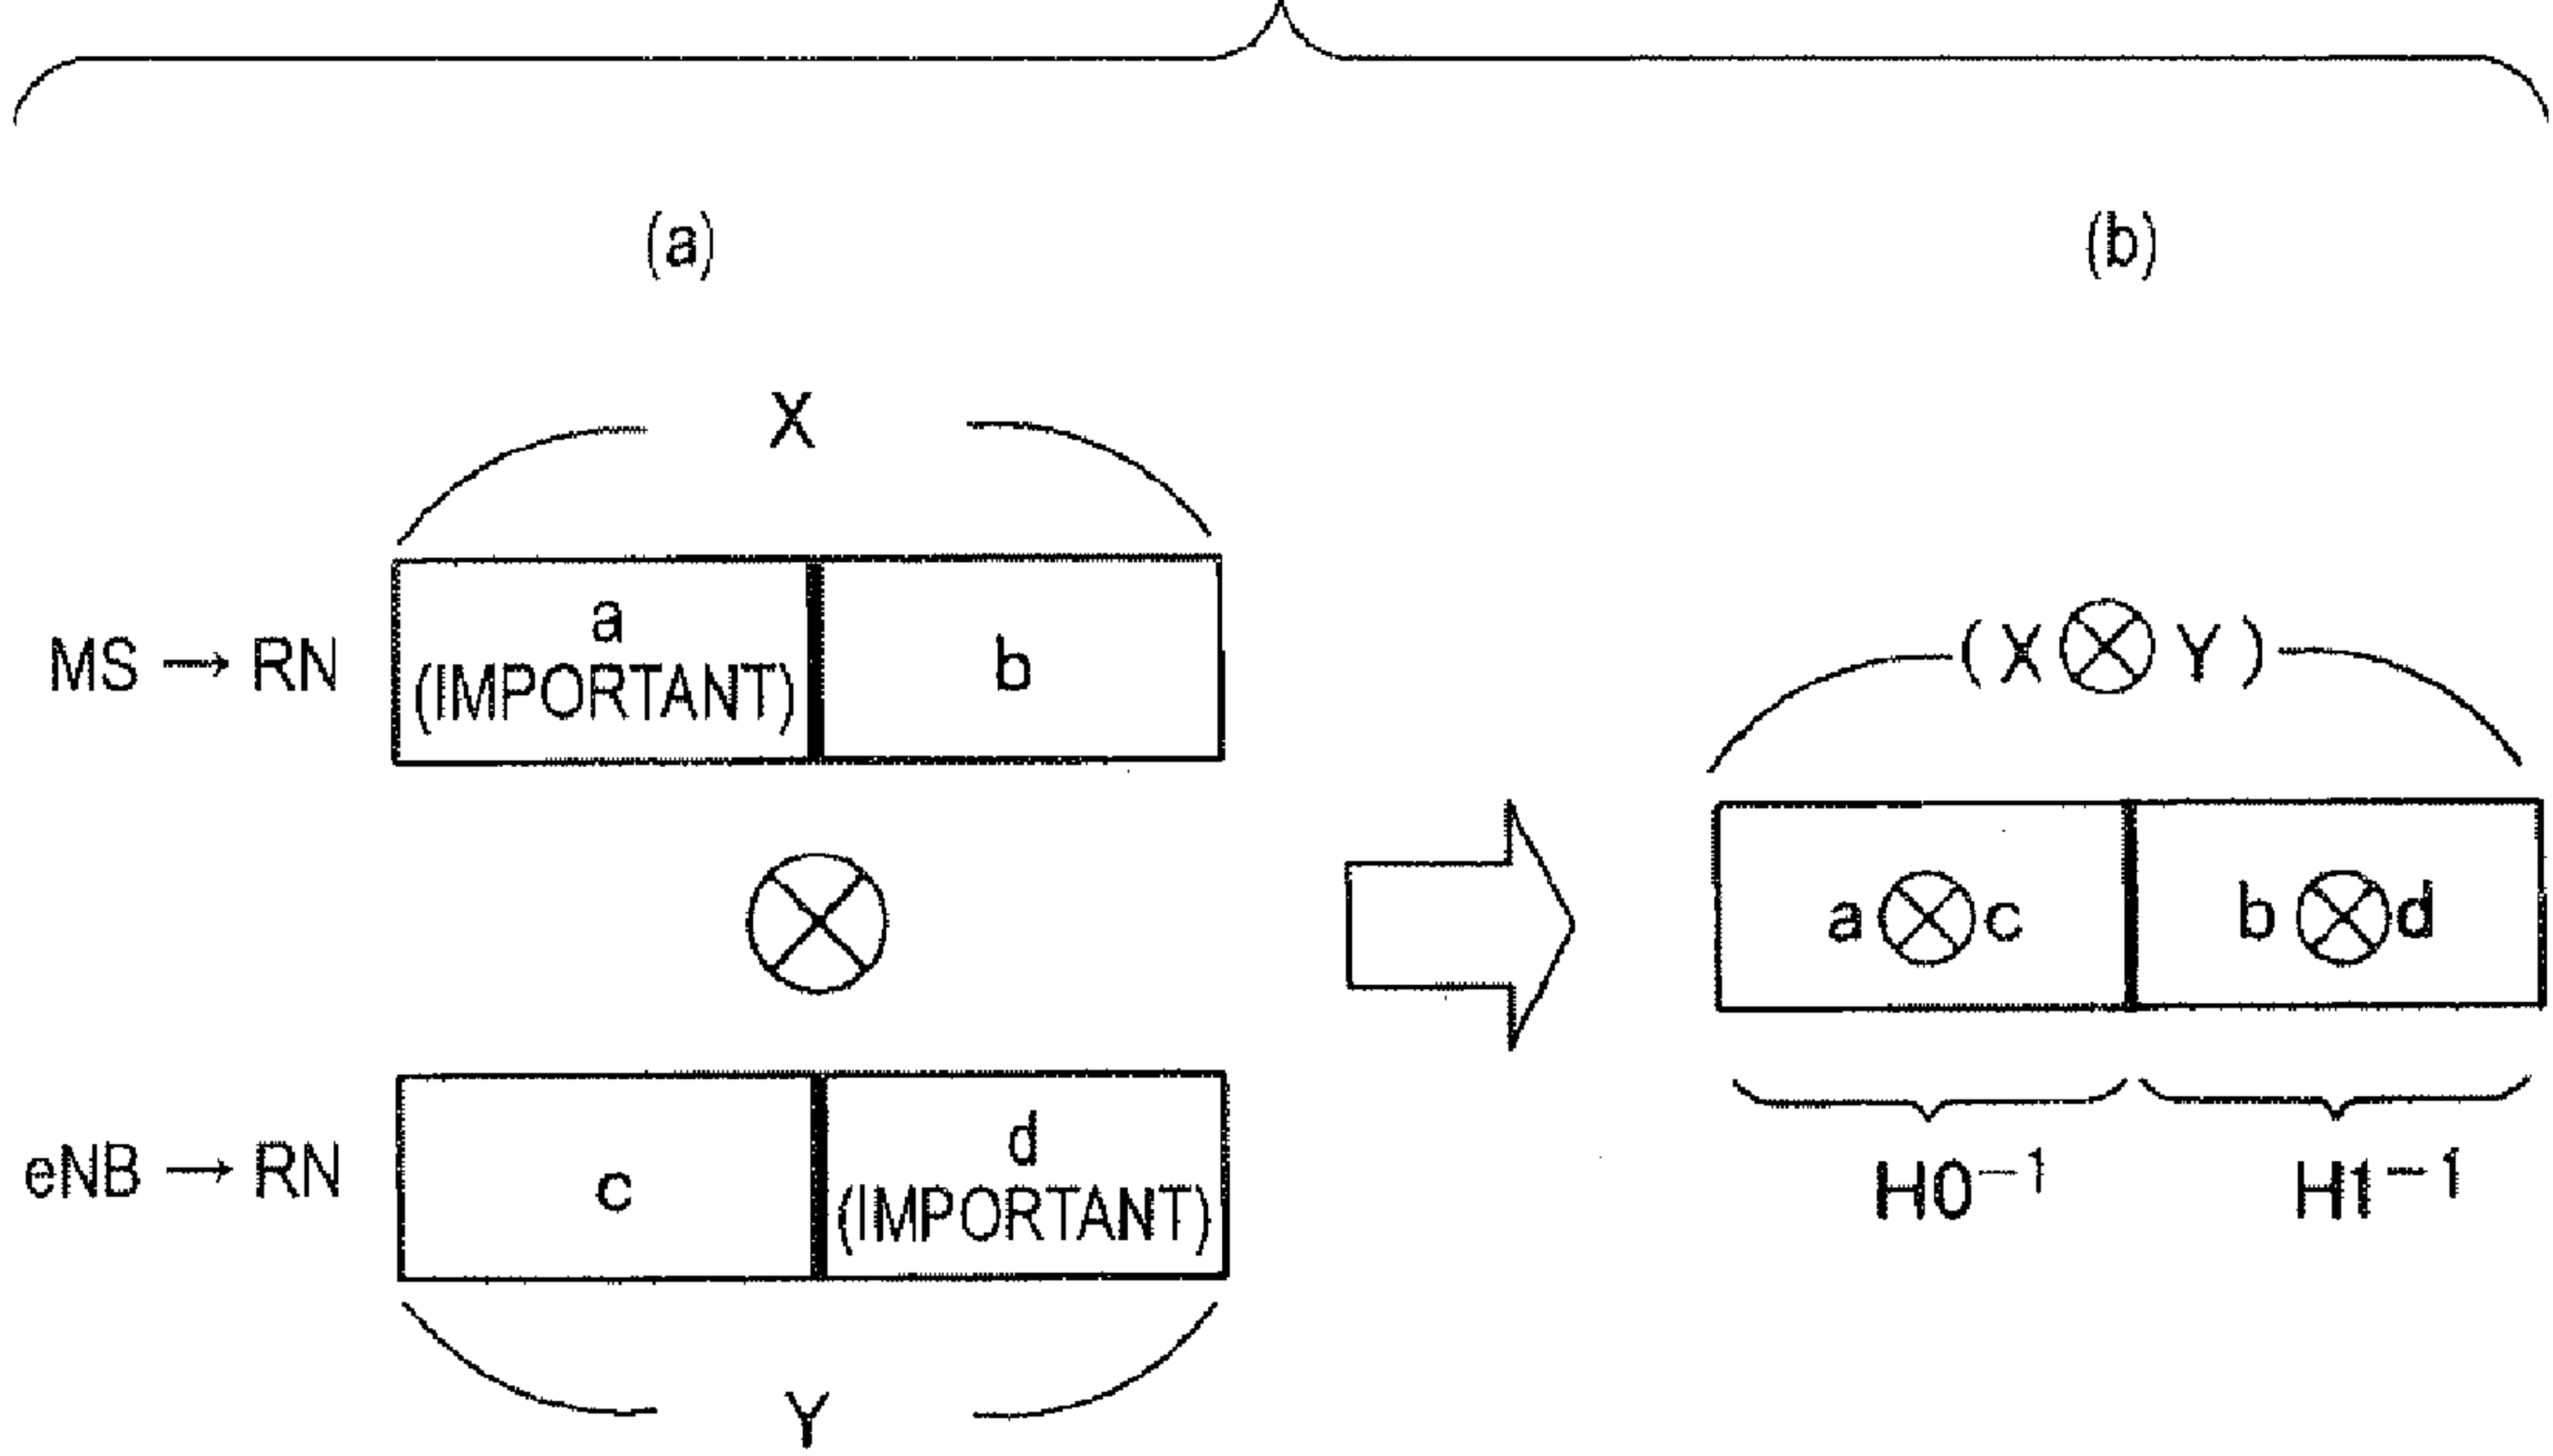 (a)
(b)
X
MS → RN
a
(IMPORTANT)
b
(X ⊗ Y)
⊗
a ⊗ c
b ⊗ d
eNB → RN
c
d
(IMPORTANT)
H0⁻¹
H1⁻¹
Y